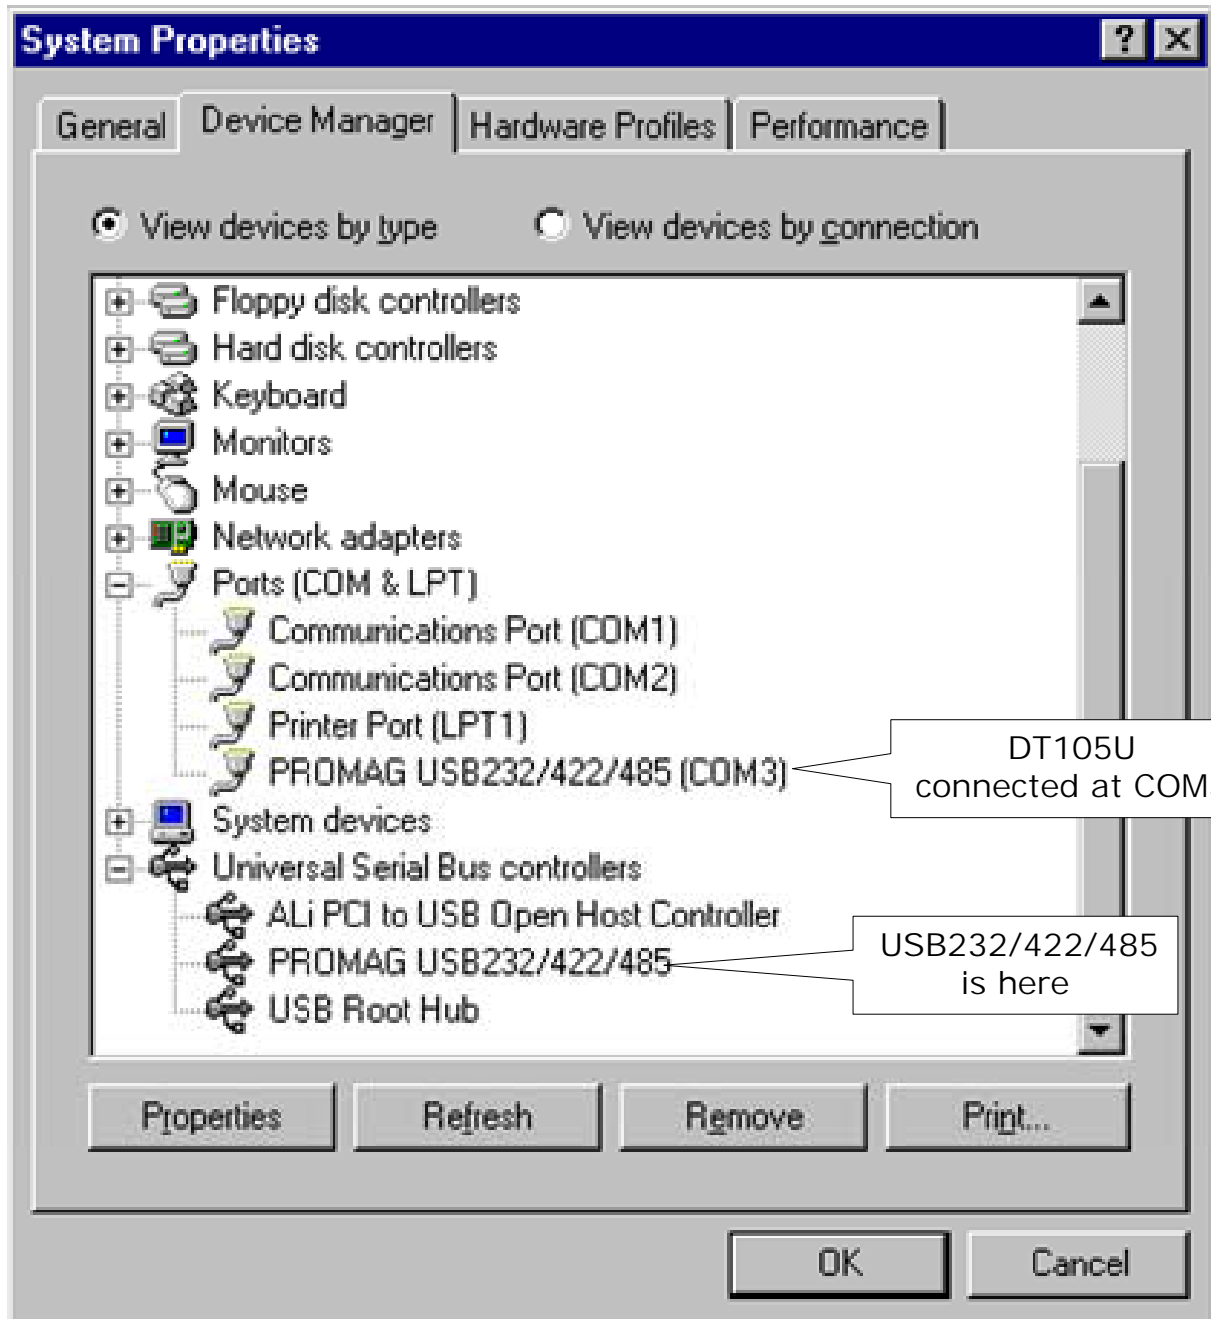 System Properties
General Device Manager Hardware Profiles Performance
View devices by type View devices by connection
Floppy disk controllers
Hard disk controllers
Keyboard
Monitors
Mouse
Network adapters
Ports (COM & LPT)
Communications Port (COM1)
Communications Port (COM2)
Printer Port (LPT1)
PROMAG USB232/422/485 (COM3)
DT105U
connected at COM
System devices
Universal Serial Bus controllers
ALi PCI to USB Open Host Controller
PROMAG USB232/422/485
USB232/422/485
is here
USB Root Hub
Properties Refresh Remove Print...
OK Cancel